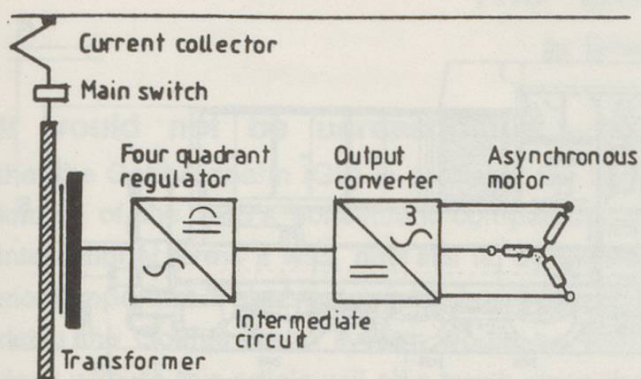 Current collector
Main switch
Four quadrant
regulator
Output
converter
Asynchronous
motor
3
Intermediate
circuit
Transformer